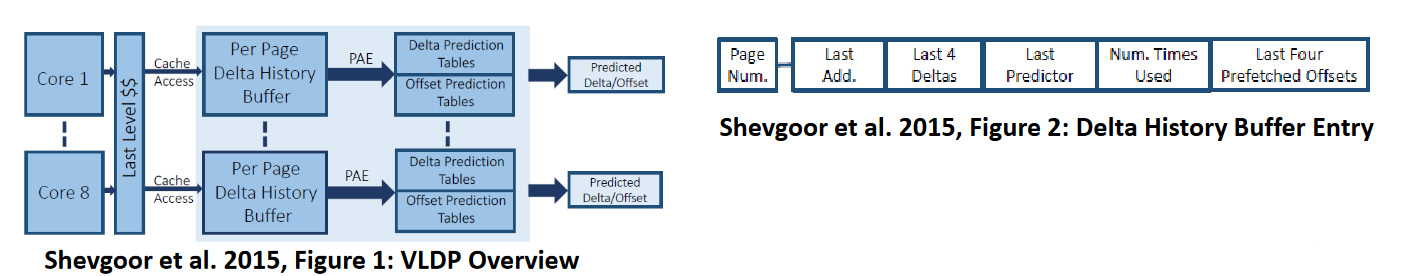 Core 1
Last Level $$
Cache
Access
Per Page
Delta History
Buffer
PAE
Delta Prediction
Tables
Offset Prediction
Tables
Predicted
Delta/Offset
Core 8
Cache
Access
Per Page
Delta History
Buffer
PAE
Delta Prediction
Tables
Offset Prediction
Tables
Predicted
Delta/Offset
Shevgoor et al. 2015, Figure 1: VLDP Overview
Page
Num.
Last
Add.
Last 4
Deltas
Last
Predictor
Num. Times
Used
Last Four
Prefetched Offsets
Shevgoor et al. 2015, Figure 2: Delta History Buffer Entry